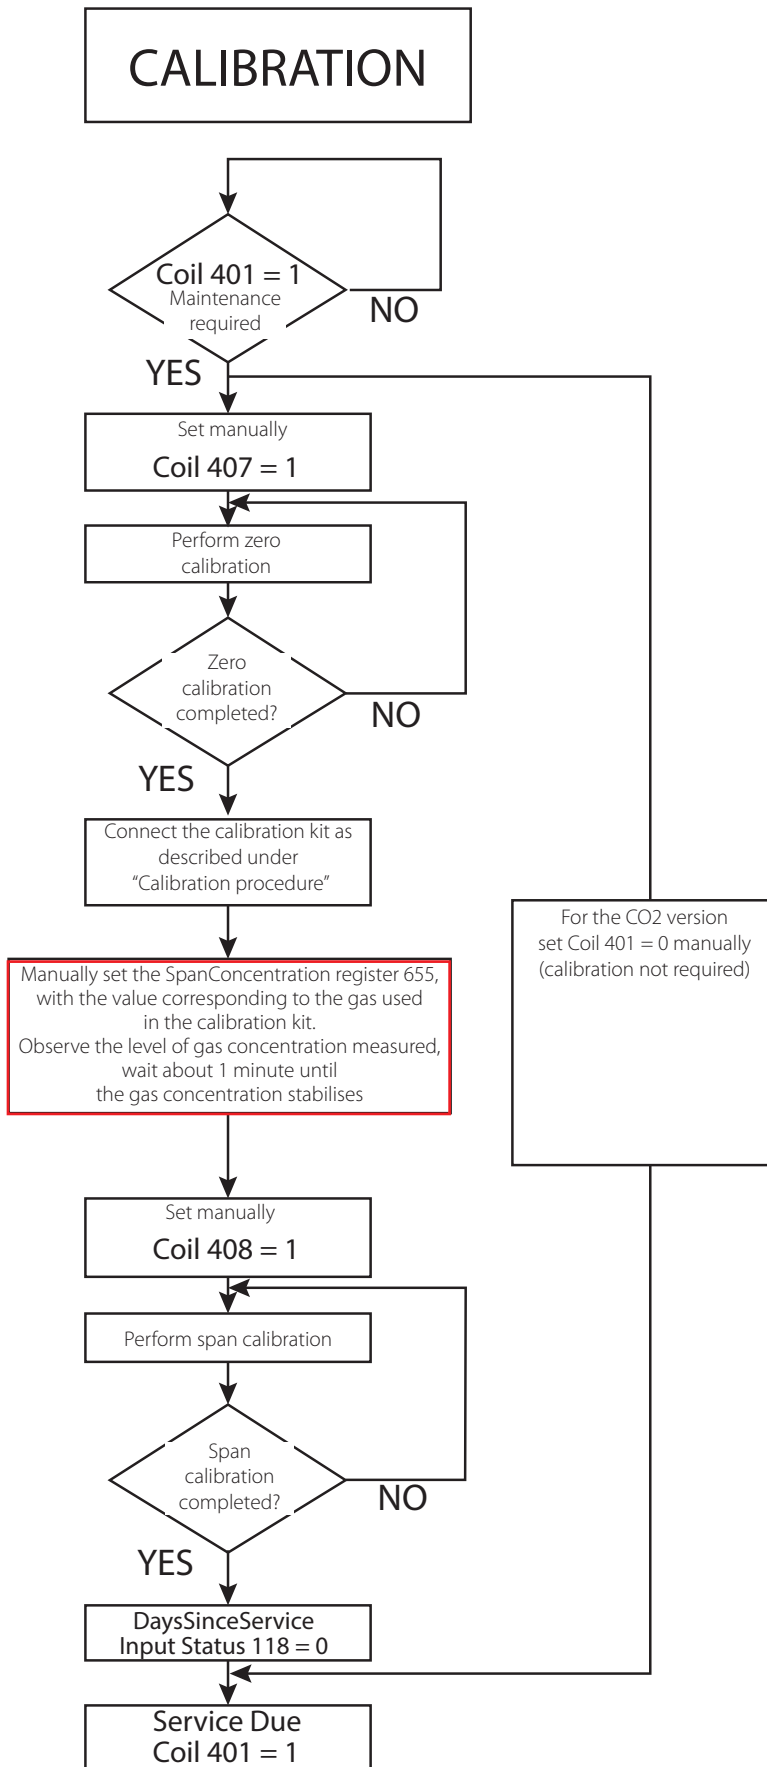 CALIBRATION
Coil 401 = 1
Maintenance
required
NO
YES
Set manually
Coil 407 = 1
Perform zero
calibration
Zero
calibration
completed?
NO
YES
Connect the calibration kit as
described under
“Calibration procedure”
For the CO2 version
set Coil 401 = 0 manually
(calibration not required)
Manually set the SpanConcentration register 655,
with the value corresponding to the gas used
in the calibration kit.
Observe the level of gas concentration measured,
wait about 1 minute until
the gas concentration stabilises
Set manually
Coil 408 = 1
Perform span calibration
Span
calibration
completed?
NO
YES
DaysSinceService
Input Status 118 = 0
Service Due
Coil 401 = 1